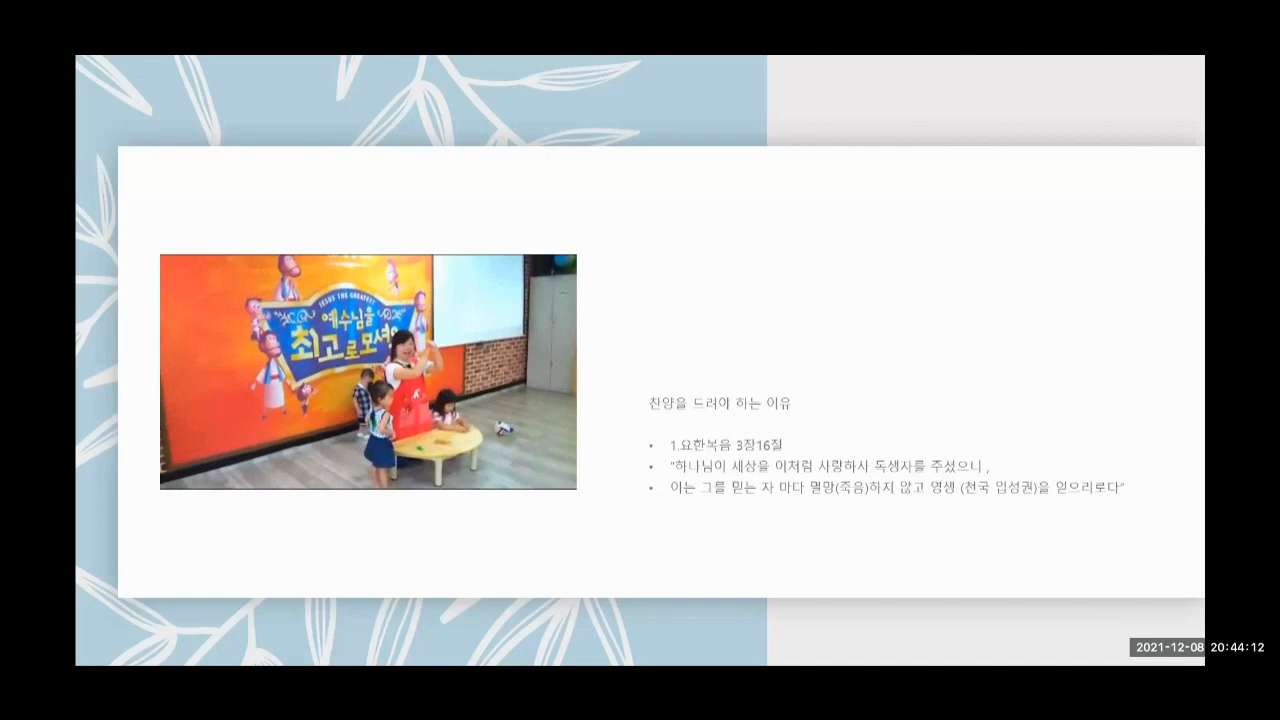 JESUS THE GREATEST
예수님을
최고로모셔요
찬양을 드려야 하는 이유
• 1.요한복음 3장16절
• “하나님이 세상을 이처럼 사랑하사 독생자를 주셨으니 ,
• 이는 그를 믿는 자 마다 멸망(죽음)하지 않고 영생 (천국 입성권)을 얻으리로다”
2021-12-08 20:44:12